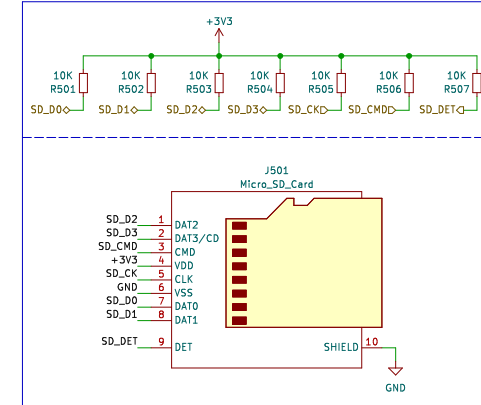 +3V3
10K 10K 10K 10K 10K 10K 10K
R501 R502 R503 R504 R505 R506 R507
SD_D0 SD_D1 SD_D2 SD_D3 SD_CK SD_CMD SD_DET
J501
Micro_SD_Card
SD_D2 1 DAT2
SD_D3 2 DAT3/CD
SD_CMD 3 CMD
+3V3 4 VDD
SD_CK 5 CLK
GND 6 VSS
SD_D0 7 DAT0
SD_D1 8 DAT1
SD_DET 9 DET SHIELD 10
GND